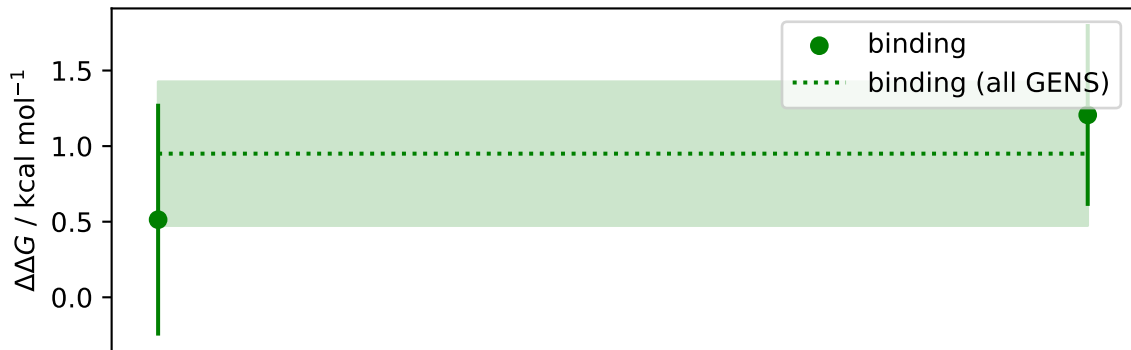 binding
binding (all GENS)
1.5
1.0
0.5
0.0
ΔΔG / kcal mol⁻¹